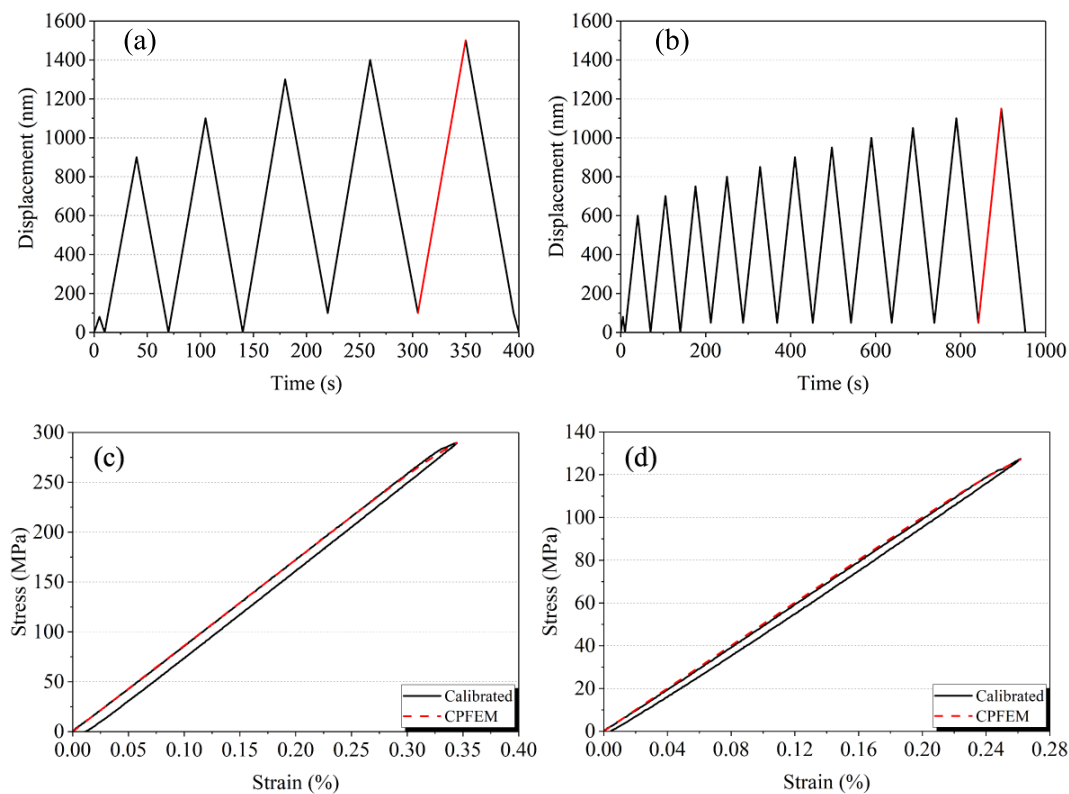 (a)
1600
1400
1200
1000
800
600
400
200
0
Displacement (nm)
0 50 100 150 200 250 300 350 400
Time (s)
(b)
1600
1400
1200
1000
800
600
400
200
0
Displacement (nm)
0 200 400 600 800 1000
Time (s)
(c)
300
250
200
150
100
50
0
Stress (MPa)
Calibrated
CPFEM
0.00 0.05 0.10 0.15 0.20 0.25 0.30 0.35 0.40
Strain (%)
(d)
140
120
100
80
60
40
20
0
Stress (MPa)
Calibrated
CPFEM
0.00 0.04 0.08 0.12 0.16 0.20 0.24 0.28
Strain (%)